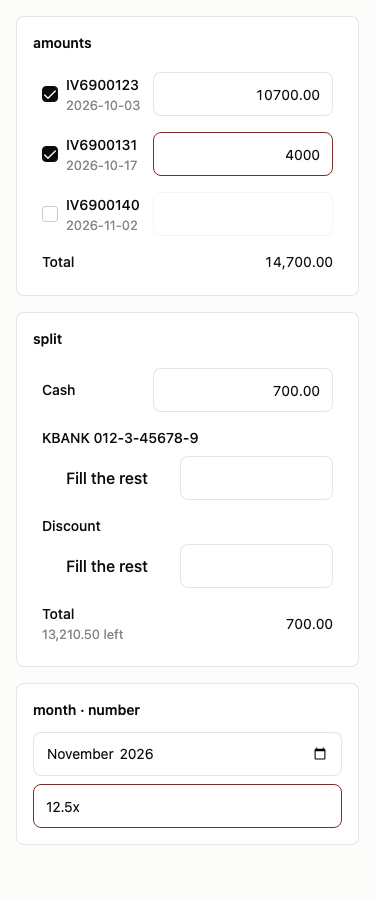 amounts
IV6900123
2026-10-03
10700.00
IV6900131
2026-10-17
4000
IV6900140
2026-11-02
Total
14,700.00
split
Cash
700.00
KBANK 012-3-45678-9
Fill the rest
Discount
Fill the rest
Total
13,210.50 left
700.00
month · number
November 2026
12.5x